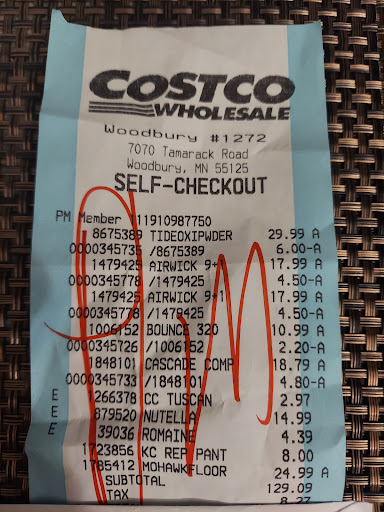 COSTCO
WHOLESALE
Woodbury #1272
7070 Tamarack Road
Woodbury, MN 55125
SELF-CHECKOUT
PM Member 111910987750
8675389 TIDEOXIPWDER 29.99 A
0000345735 /8675389 6.00-A
1479425 AIRWICK 9+1 17.99 A
0000345778 /1479425 4.50-A
1479425 AIRWICK 9+1 17.99 A
0000345778 /1479425 4.50-A
1006152 BOUNCE 320 10.99 A
0000345726 /1006152 2.20-A
1848101 CASCADE COMP 18.79 A
0000345733 /1848101 4.80-A
E 1266378 CC TUSCAN 2.97
E 879520 NUTELLA 14.99
E 39036 ROMAINE 4.39
1723856 KC REP PANT 8.00
1785412 MOHAWKFLOOR 24.99 A
SUBTOTAL 129.09
TAX 8.27
PM